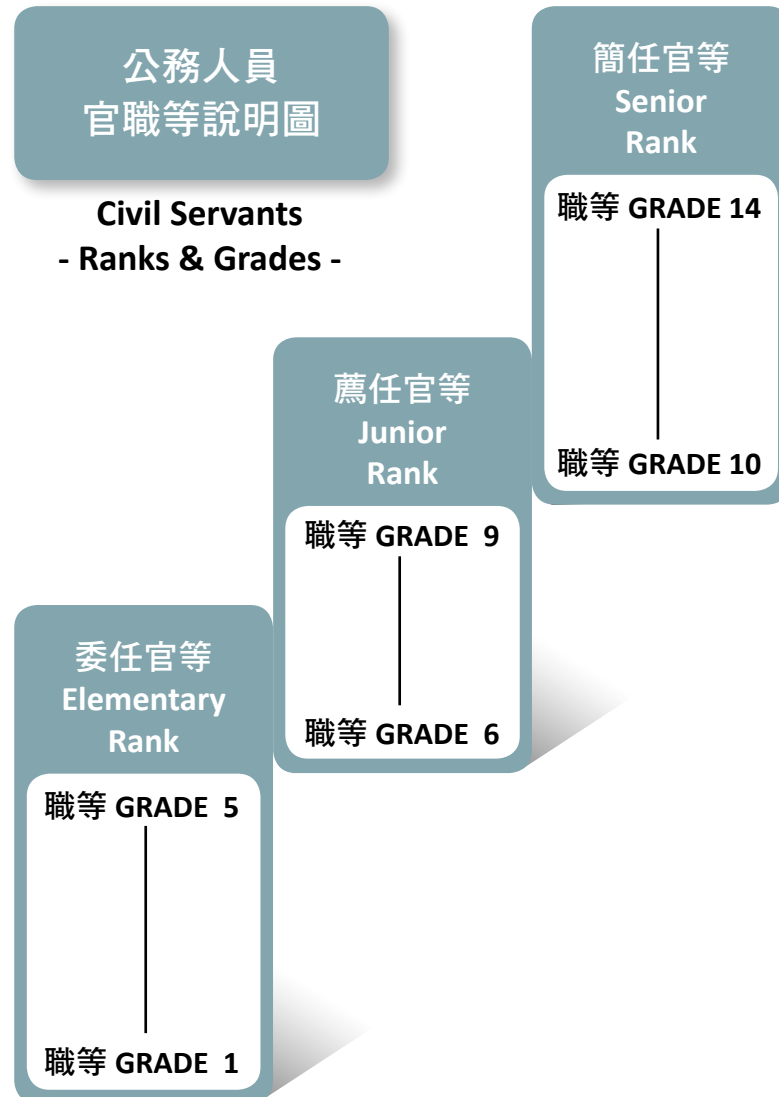 公務人員
官職等說明圖
Civil Servants
- Ranks & Grades -
簡任官等
Senior
Rank
職等 GRADE 14
職等 GRADE 10
薦任官等
Junior
Rank
職等 GRADE 9
職等 GRADE 6
委任官等
Elementary
Rank
職等 GRADE 5
職等 GRADE 1